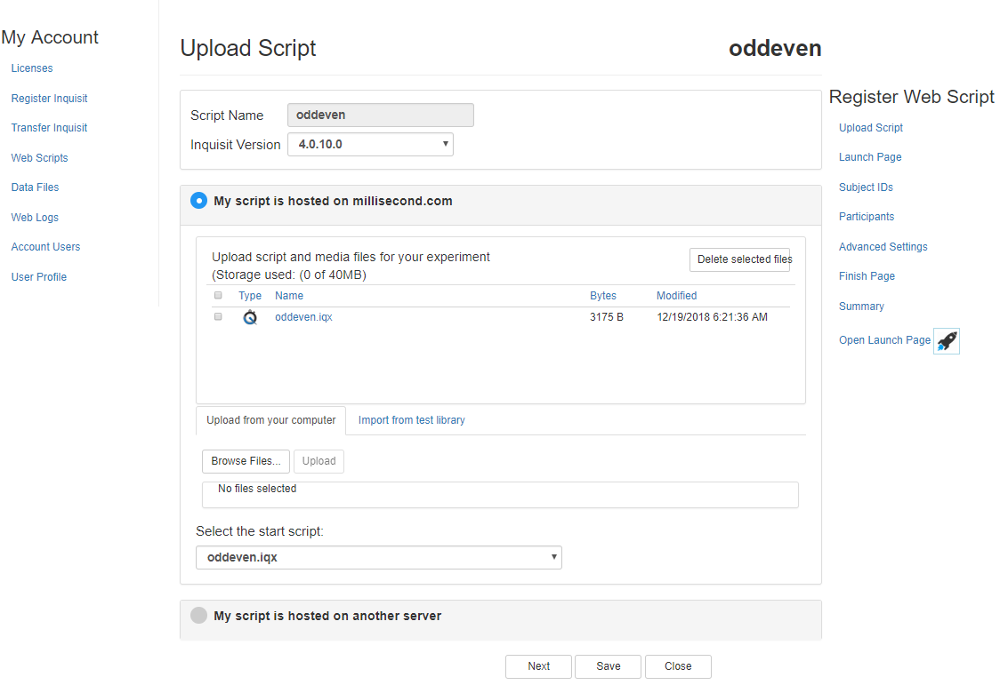 My Account
Licenses
Register Inquisit
Transfer Inquisit
Web Scripts
Data Files
Web Logs
Account Users
User Profile
Upload Script
oddeven
Script Name oddeven
Inquisit Version 4.0.10.0
My script is hosted on millisecond.com
Upload script and media files for your experiment
(Storage used: (0 of 40MB)
Delete selected files
Type Name Bytes Modified
oddeven.iqx 3175 B 12/19/2018 6:21:36 AM
Upload from your computer Import from test library
Browse Files... Upload
No files selected
Select the start script:
oddeven.iqx
My script is hosted on another server
Next Save Close
Register Web Script
Upload Script
Launch Page
Subject IDs
Participants
Advanced Settings
Finish Page
Summary
Open Launch Page